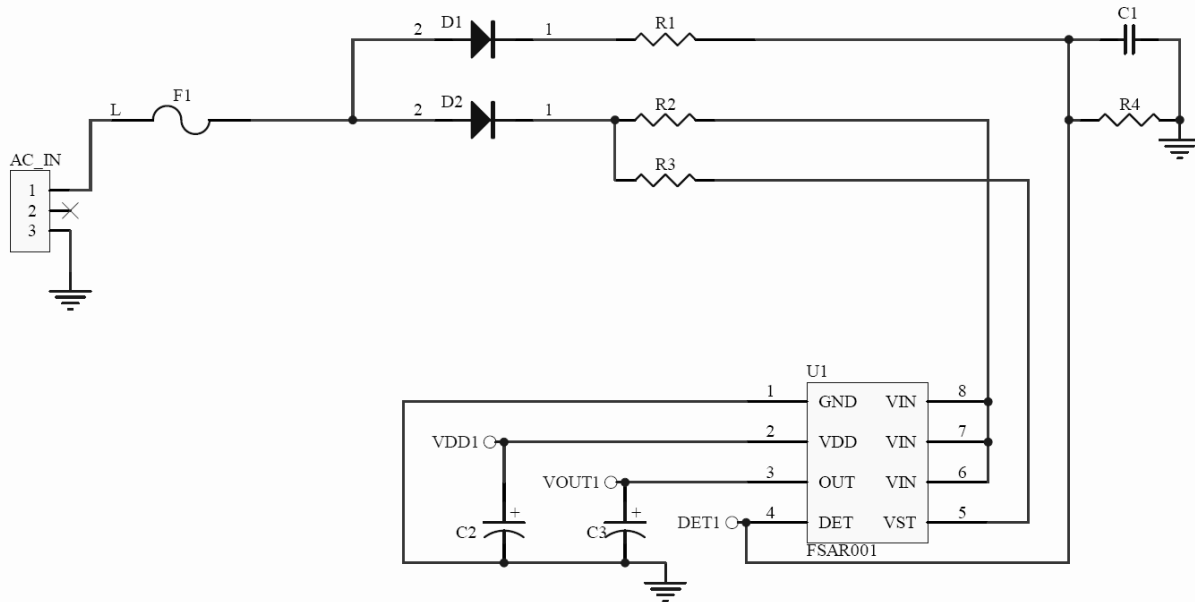 D1
2
1
R1
C1
F1
L
D2
2
1
R2
R4
AC_IN
1
2
3
R3
U1
1
GND
VIN
8
VDD1
2
VDD
VIN
7
VOUT1
3
OUT
VIN
6
DET1
4
DET
VST
5
C2
+
C3
+
FSAR001